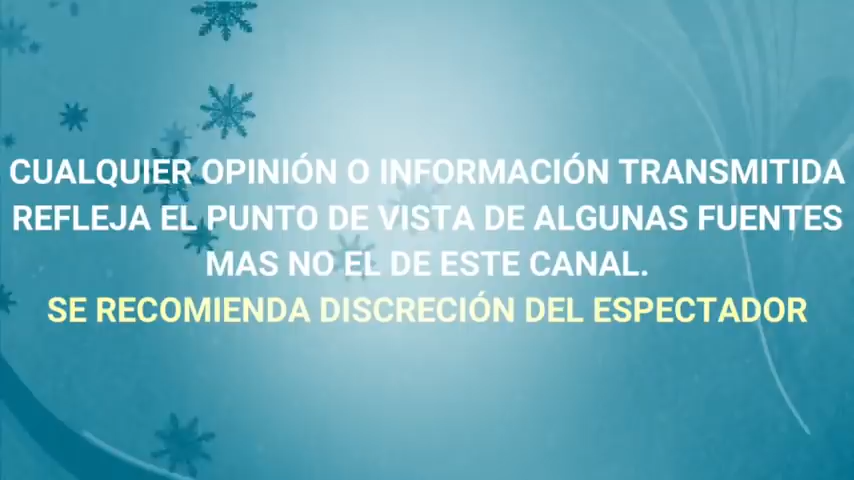 CUALQUIER OPINIÓN O INFORMACIÓN TRANSMITIDA
REFLEJA EL PUNTO DE VISTA DE ALGUNAS FUENTES
MAS NO EL DE ESTE CANAL.
SE RECOMIENDA DISCRECIÓN DEL ESPECTADOR